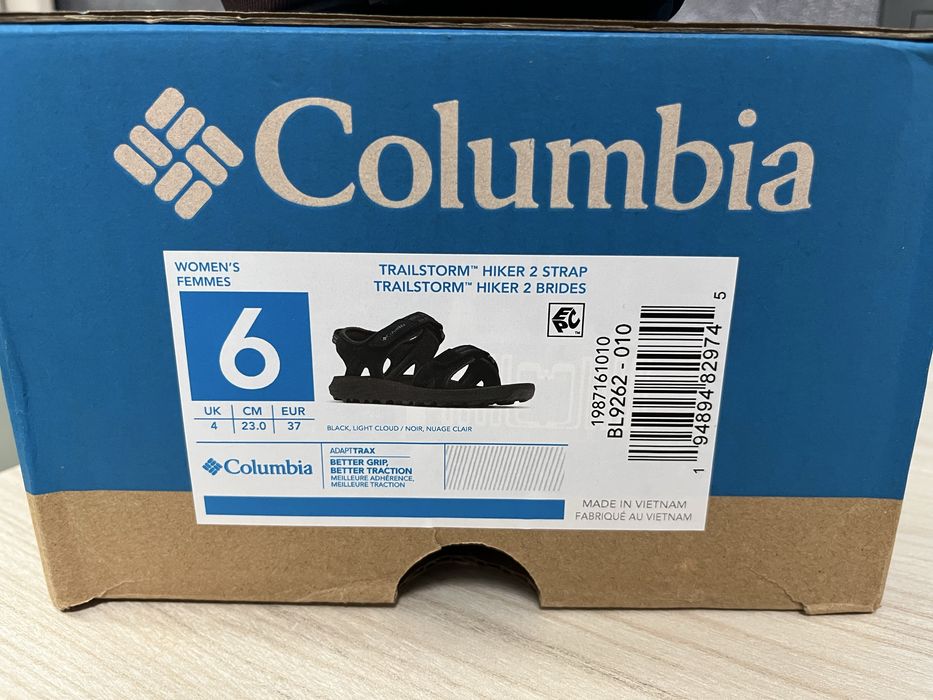 Columbia
WOMEN'S
FEMMES
6
UK CM EUR
4 23.0 37
TRAILSTORM™ HIKER 2 STRAP
TRAILSTORM™ HIKER 2 BRIDES
EPC™
BLACK, LIGHT CLOUD / NOIR, NUAGE CLAIR
1987161010
BL9262 - 010
1 94894 82974 5
Columbia
ADAPTTRAX
BETTER GRIP,
BETTER TRACTION
MEILLEURE ADHÉRENCE,
MEILLEURE TRACTION
MADE IN VIETNAM
FABRIQUÉ AU VIETNAM